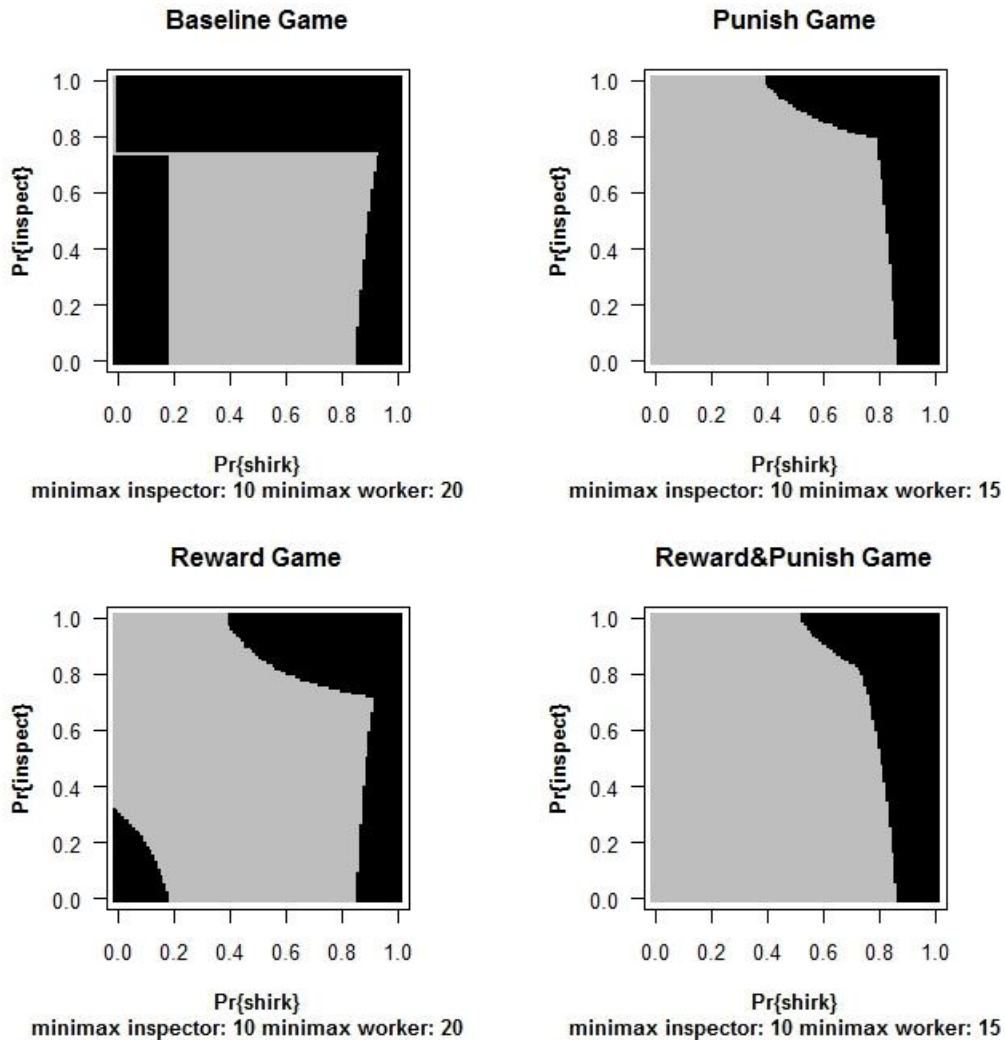 Baseline Game
Pr{inspect}
1.0
0.8
0.6
0.4
0.2
0.0
0.0 0.2 0.4 0.6 0.8 1.0
Pr{shirk}
minimax inspector: 10 minimax worker: 20
Punish Game
Pr{inspect}
1.0
0.8
0.6
0.4
0.2
0.0
0.0 0.2 0.4 0.6 0.8 1.0
Pr{shirk}
minimax inspector: 10 minimax worker: 15
Reward Game
Pr{inspect}
1.0
0.8
0.6
0.4
0.2
0.0
0.0 0.2 0.4 0.6 0.8 1.0
Pr{shirk}
minimax inspector: 10 minimax worker: 20
Reward&Punish Game
Pr{inspect}
1.0
0.8
0.6
0.4
0.2
0.0
0.0 0.2 0.4 0.6 0.8 1.0
Pr{shirk}
minimax inspector: 10 minimax worker: 15